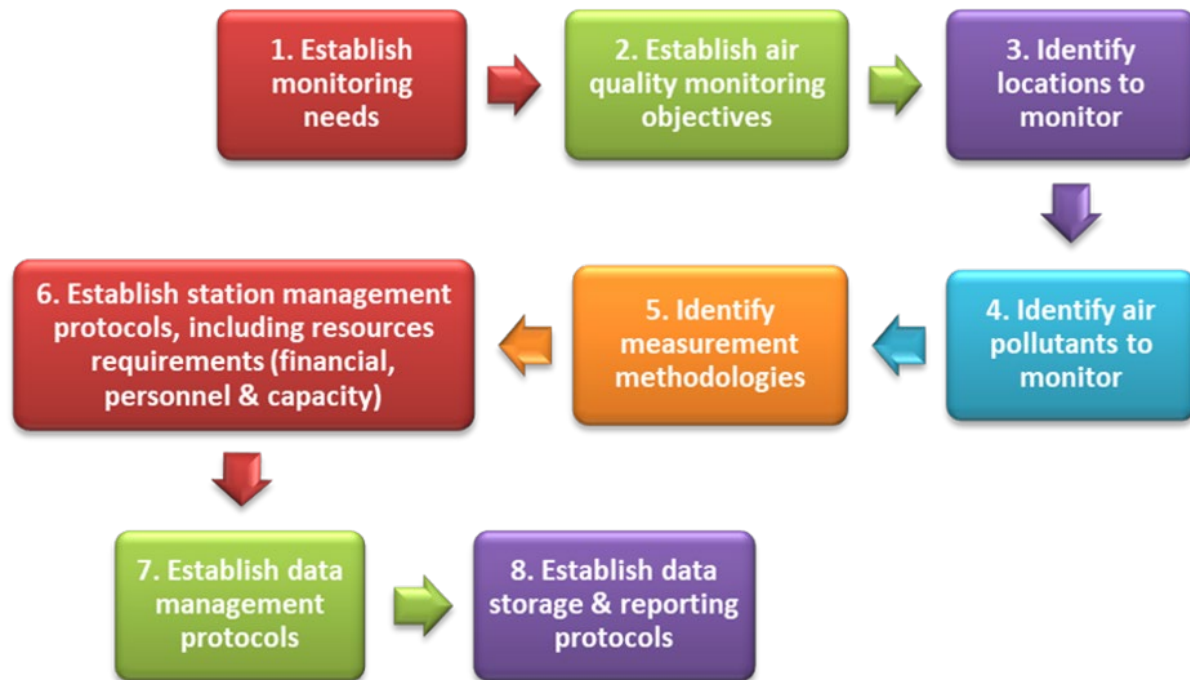 1. Establish
monitoring
needs
2. Establish air
quality monitoring
objectives
3. Identify
locations to
monitor
4. Identify air
pollutants to
monitor
5. Identify
measurement
methodologies
6. Establish station management
protocols, including resources
requirements (financial,
personnel & capacity)
7. Establish data
management
protocols
8. Establish data
storage & reporting
protocols